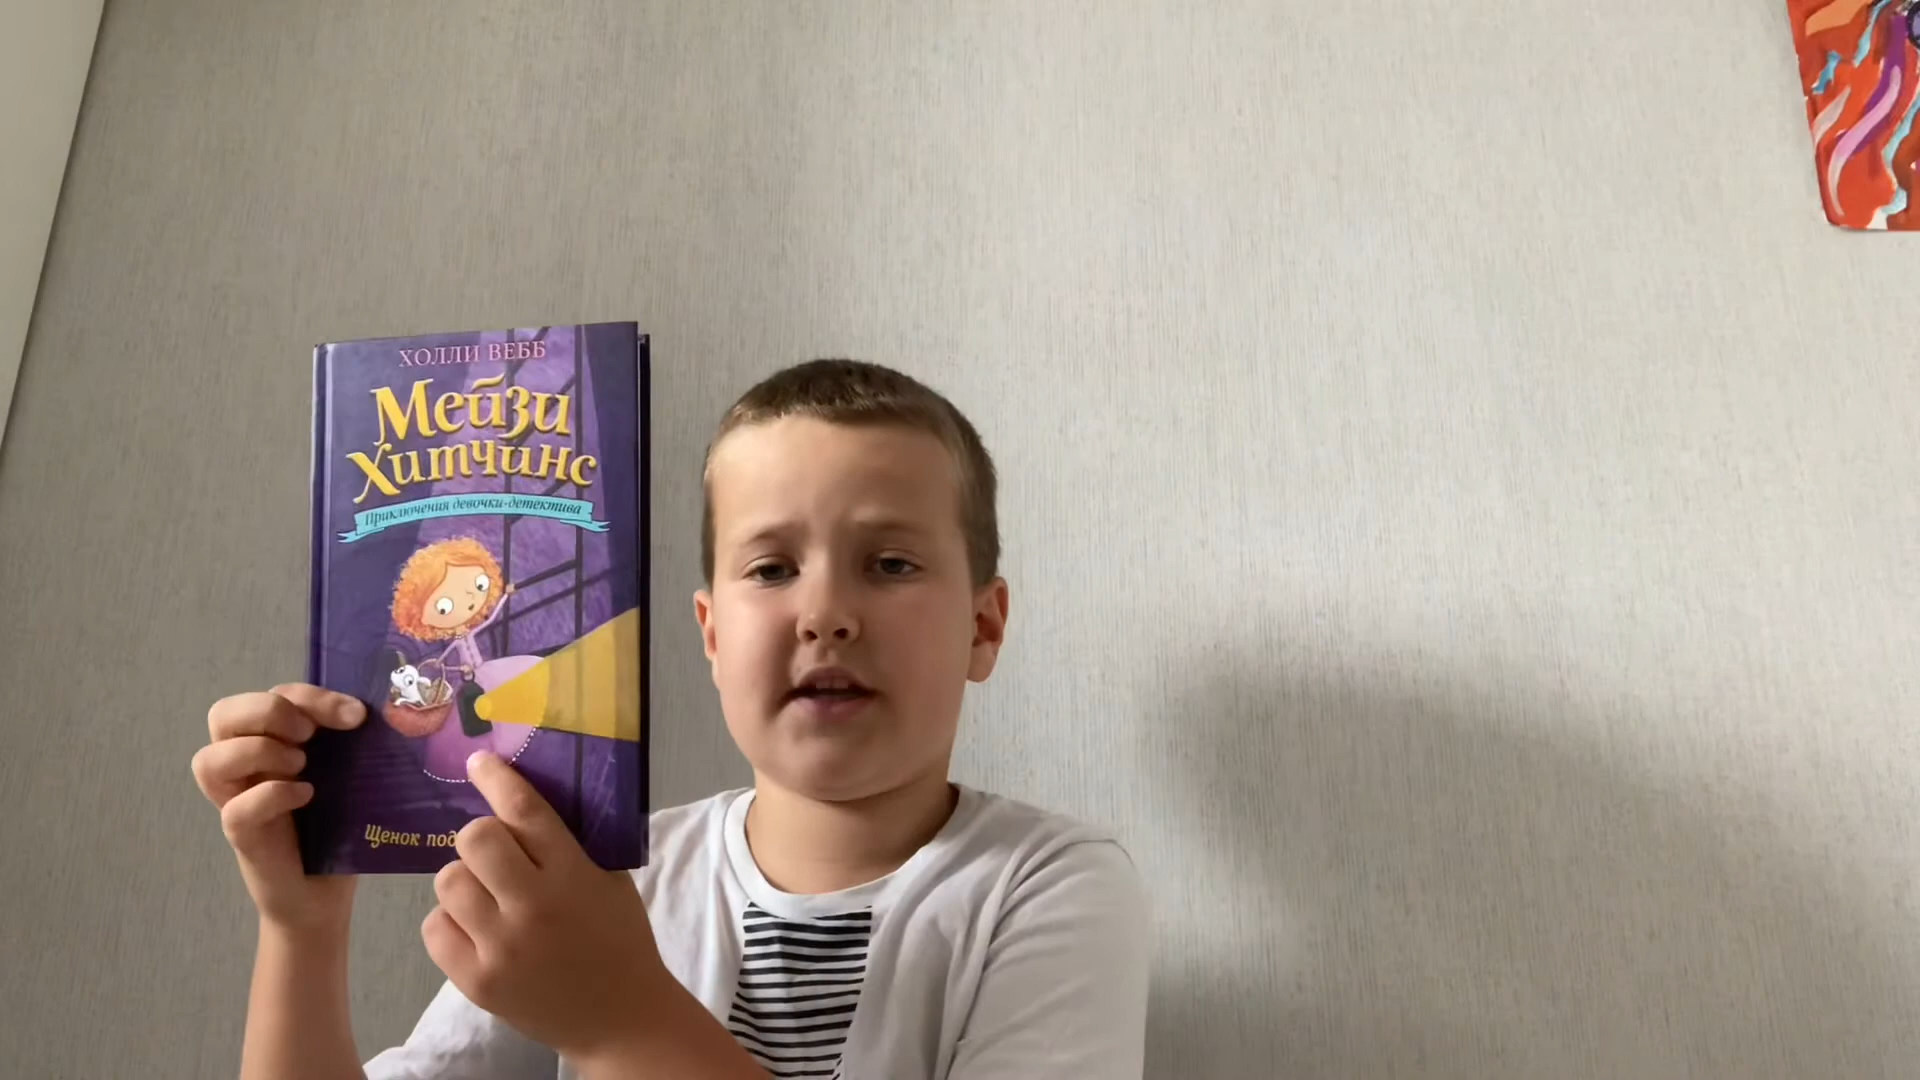 ХОЛЛИ ВЕББ
Мейзи
Хитчинс
Приключения девочки-детектива
Щенок под